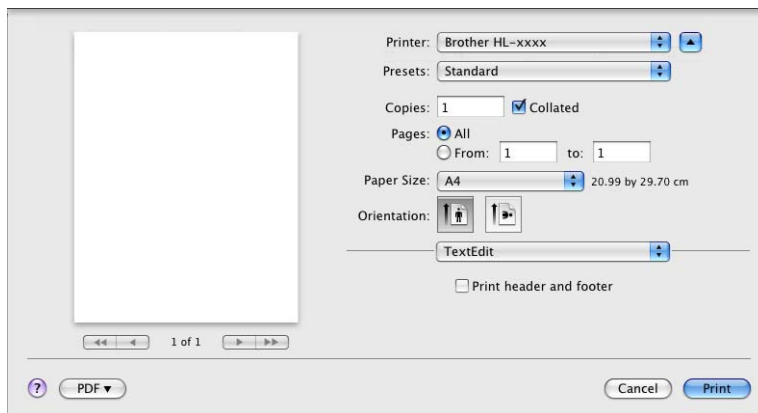 Printer: Brother HL-xxxx
Presets: Standard
Copies: 1 Collated
Pages: All
From: 1 to: 1
Paper Size: A4 20.99 by 29.70 cm
Orientation:
TextEdit
Print header and footer
1 of 1
? PDF▼ Cancel Print